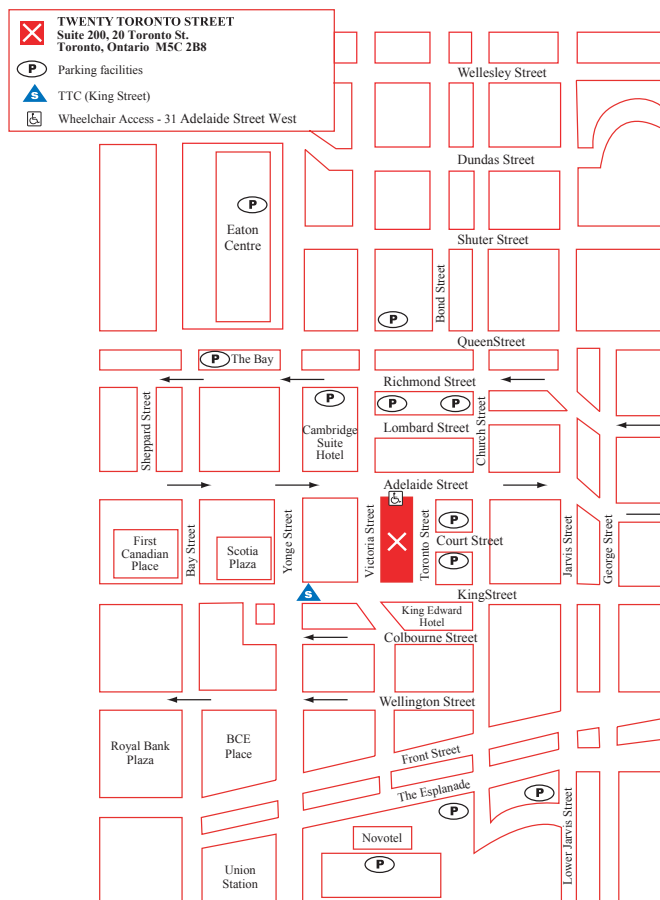 TWENTY TORONTO STREET
Suite 200, 20 Toronto St.
Toronto, Ontario  M5C 2B8
P Parking facilities
S TTC (King Street)
Wheelchair Access - 31 Adelaide Street West
Wellesley Street
Dundas Street
P
Eaton
Centre
Shuter Street
Bond Street
P
QueenStreet
P The Bay
Richmond Street
P
P
P
Sheppard Street
Cambridge
Suite
Hotel
Lombard Street
Church Street
Adelaide Street
First
Canadian
Place
Bay Street
Scotia
Plaza
Yonge Street
Victoria Street
Toronto Street
P
Court Street
P
Jarvis Street
George Street
S
KingStreet
King Edward
Hotel
Colbourne Street
Wellington Street
Royal Bank
Plaza
BCE
Place
Front Street
The Esplanade
P
P
Lower Jarvis Street
Novotel
P
Union
Station